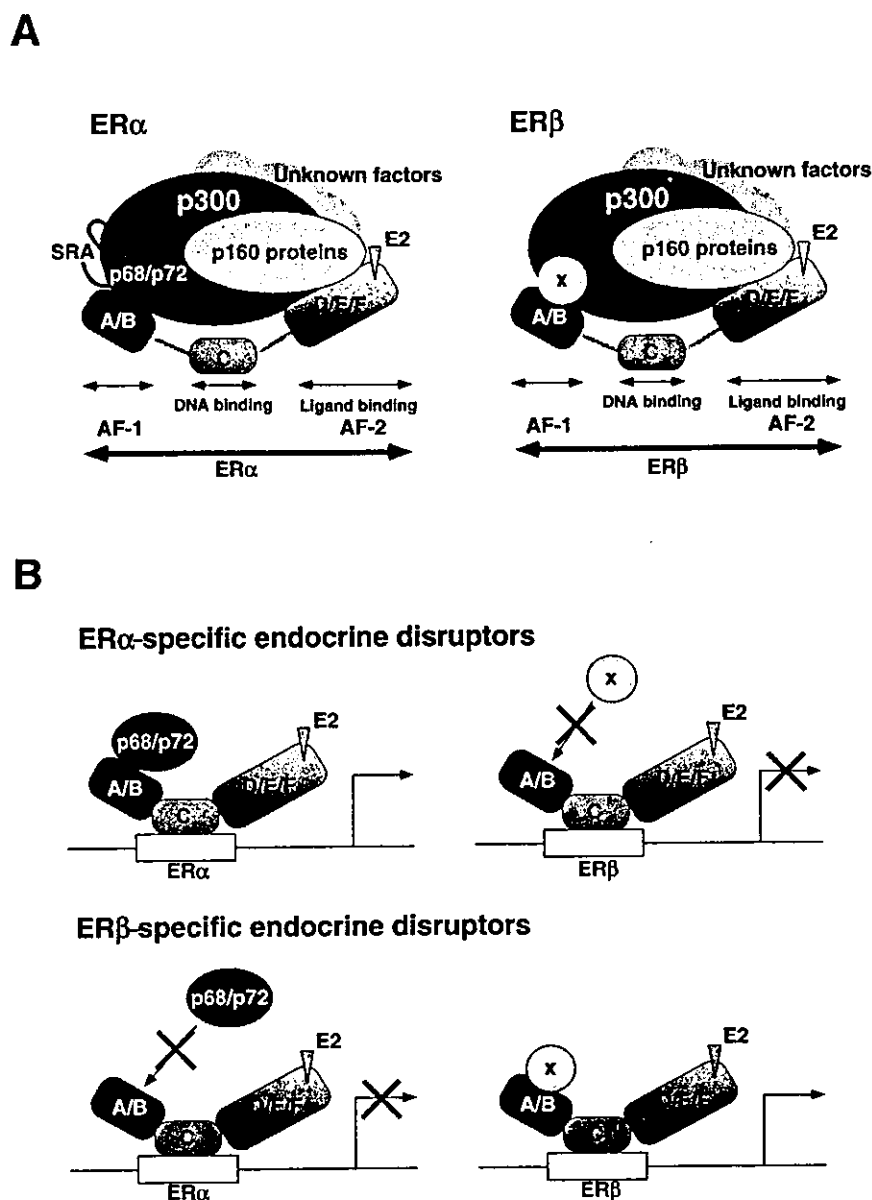 A
ERα
Unknown factors
p300
E2
SRA
p160 proteins
p68/p72
D/E/F
A/B
C
DNA binding
Ligand binding
AF-1
AF-2
ERα
ERβ
Unknown factors
p300
E2
p160 proteins
x
D/E/F
A/B
C
DNA binding
Ligand binding
AF-1
AF-2
ERβ
B
ERα-specific endocrine disruptors
p68/p72
E2
A/B
D/E/F
C
ERα
x
E2
A/B
D/E/F
C
ERβ
ERβ-specific endocrine disruptors
p68/p72
E2
A/B
D/E/F
C
ERα
x
E2
A/B
D/E/F
C
ERβ